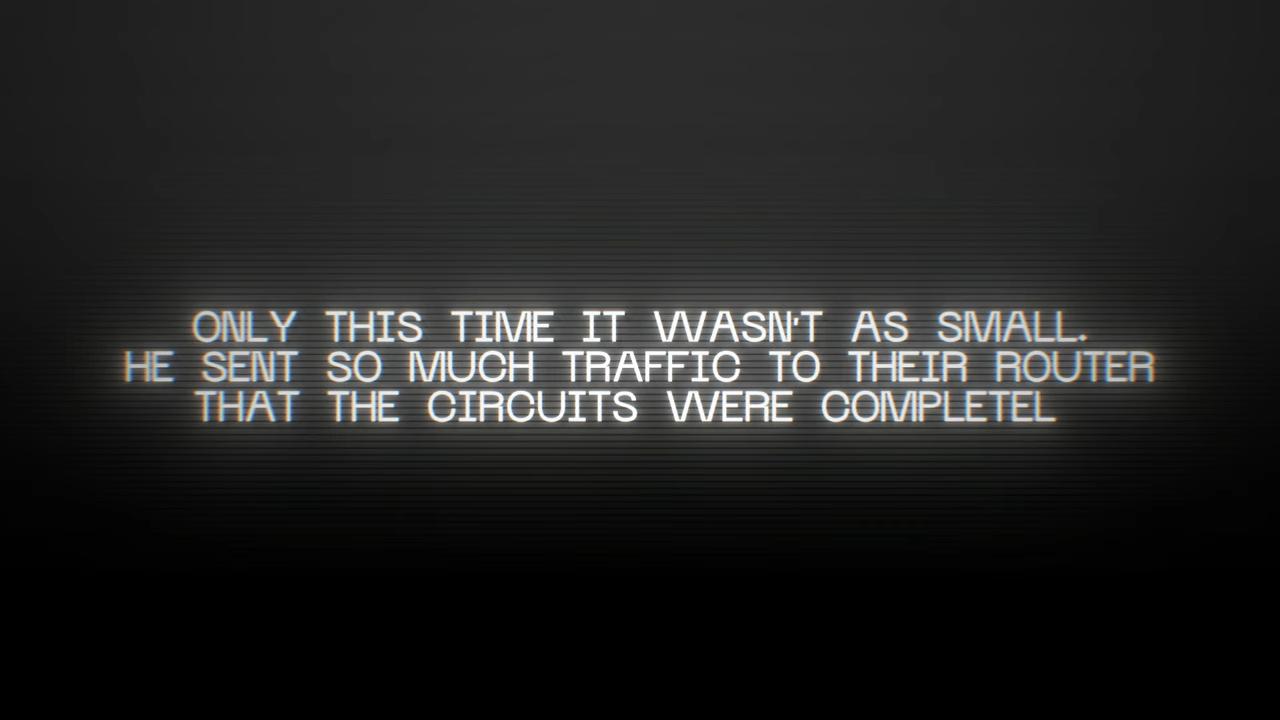 ONLY THIS TIME IT WASN'T AS SMALL.
HE SENT SO MUCH TRAFFIC TO THEIR ROUTER
THAT THE CIRCUITS WERE COMPLETEL